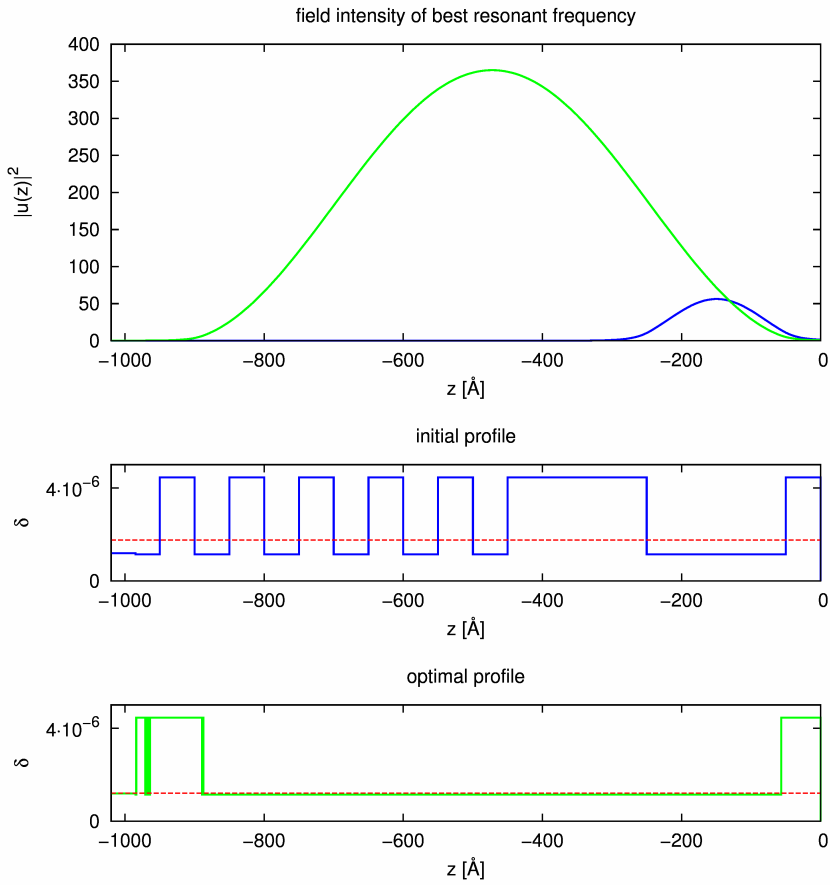 field intensity of best resonant frequency
400
350
300
250
200
150
100
50
0
|u(z)|²
−1000 −800 −600 −400 −200 0
z [Å]
initial profile
4·10⁻⁶
0
δ
−1000 −800 −600 −400 −200 0
z [Å]
optimal profile
4·10⁻⁶
0
δ
−1000 −800 −600 −400 −200 0
z [Å]